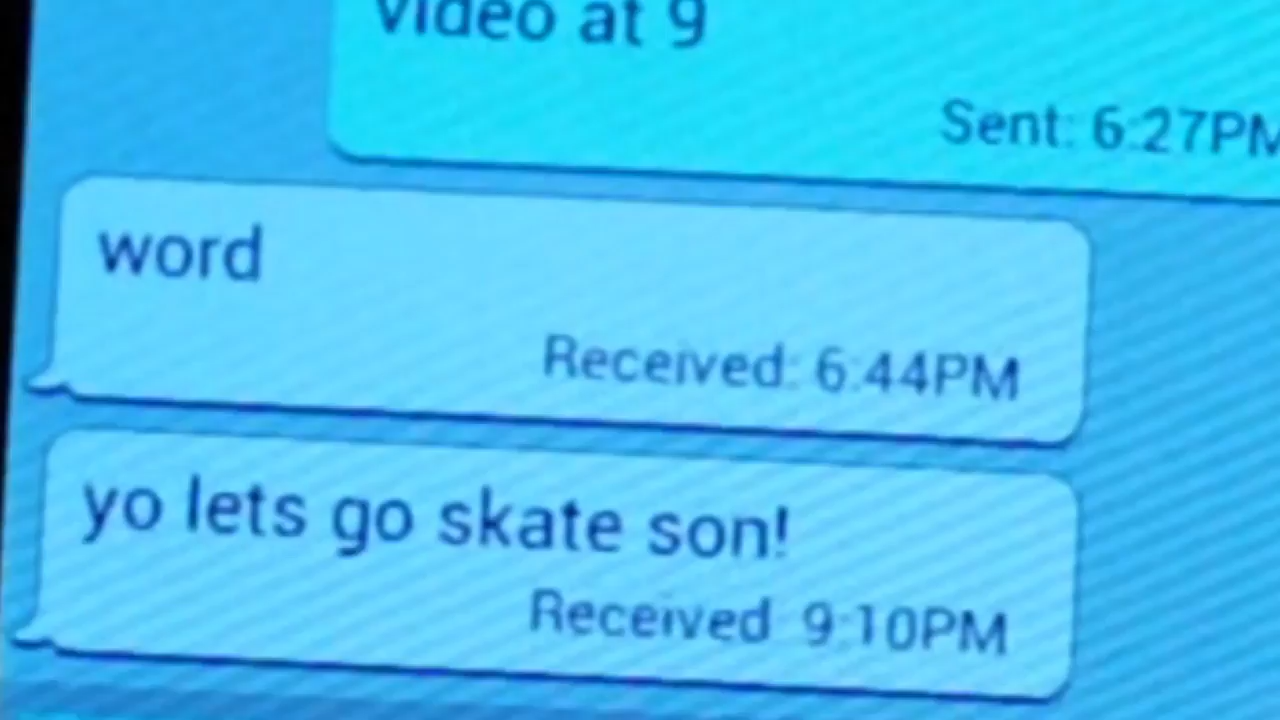 video at 9
Sent: 6:27PM
word
Received: 6:44PM
yo lets go skate son!
Received 9:10PM